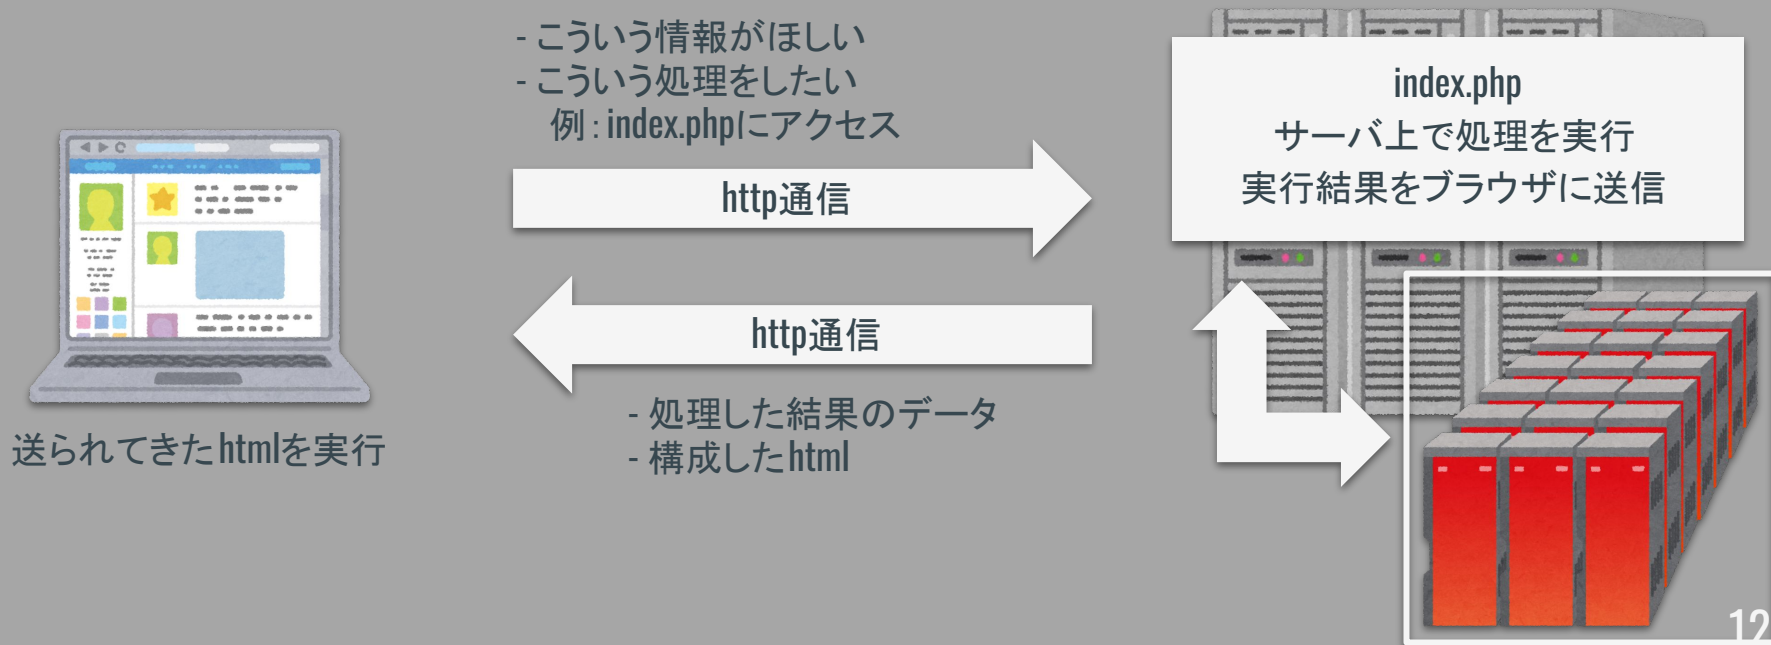 - こういう情報がほしい
- こういう処理をしたい
例：index.phpにアクセス
http通信
index.php
サーバ上で処理を実行
実行結果をブラウザに送信
http通信
- 処理した結果のデータ
- 構成したhtml
送られてきたhtmlを実行
12